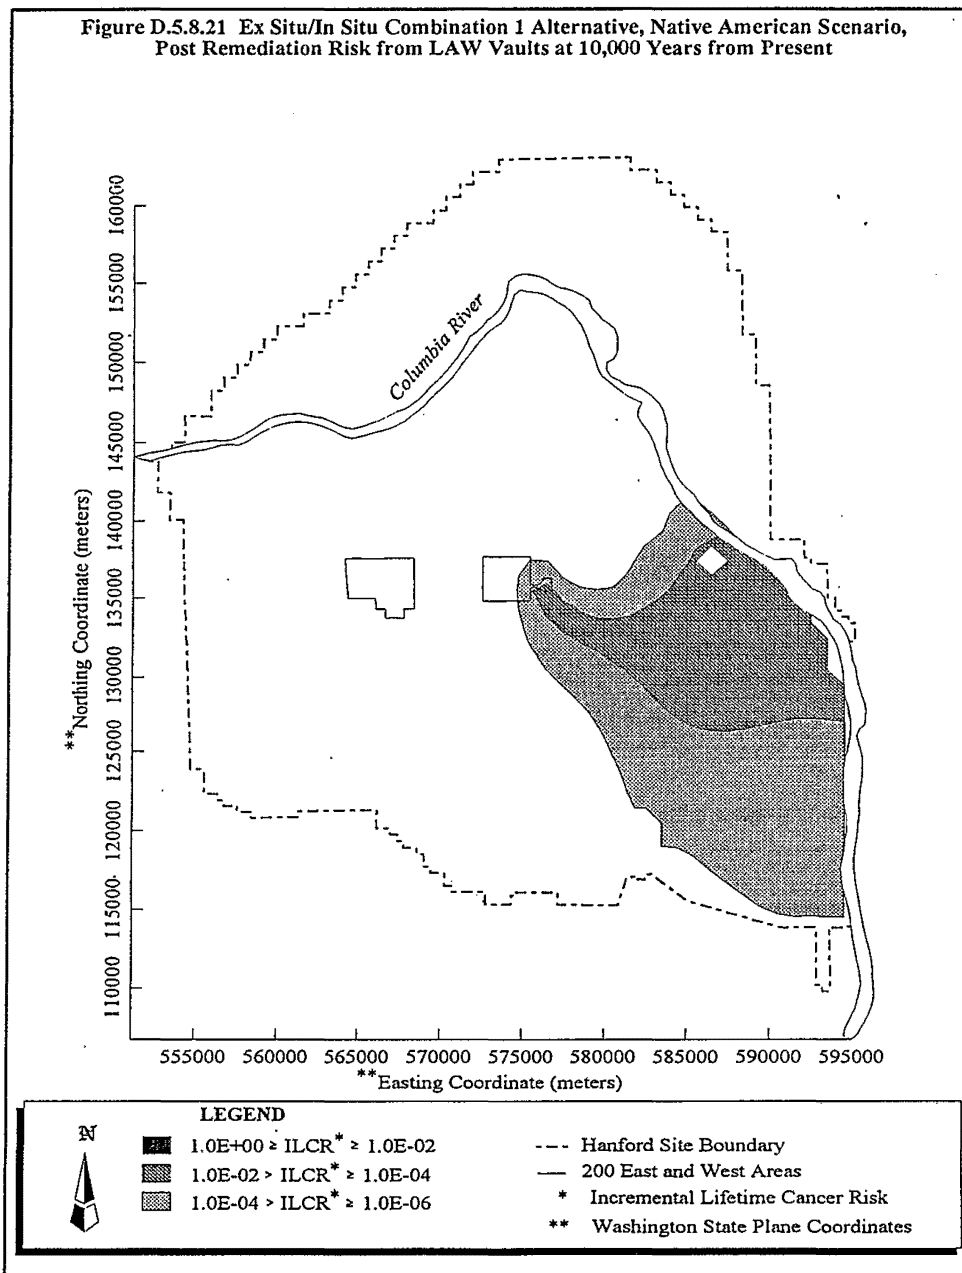 Figure D.5.8.21 Ex Situ/In Situ Combination 1 Alternative, Native American Scenario,
Post Remediation Risk from LAW Vaults at 10,000 Years from Present
160000
155000
150000
145000
140000
135000
130000
125000
120000
115000
110000
**Northing Coordinate (meters)
Columbia River
555000 560000 565000 570000 575000 580000 585000 590000 595000
**Easting Coordinate (meters)
LEGEND
N
1.0E+00 ≥ ILCR* ≥ 1.0E-02
1.0E-02 > ILCR* ≥ 1.0E-04
1.0E-04 > ILCR* ≥ 1.0E-06
Hanford Site Boundary
200 East and West Areas
* Incremental Lifetime Cancer Risk
** Washington State Plane Coordinates